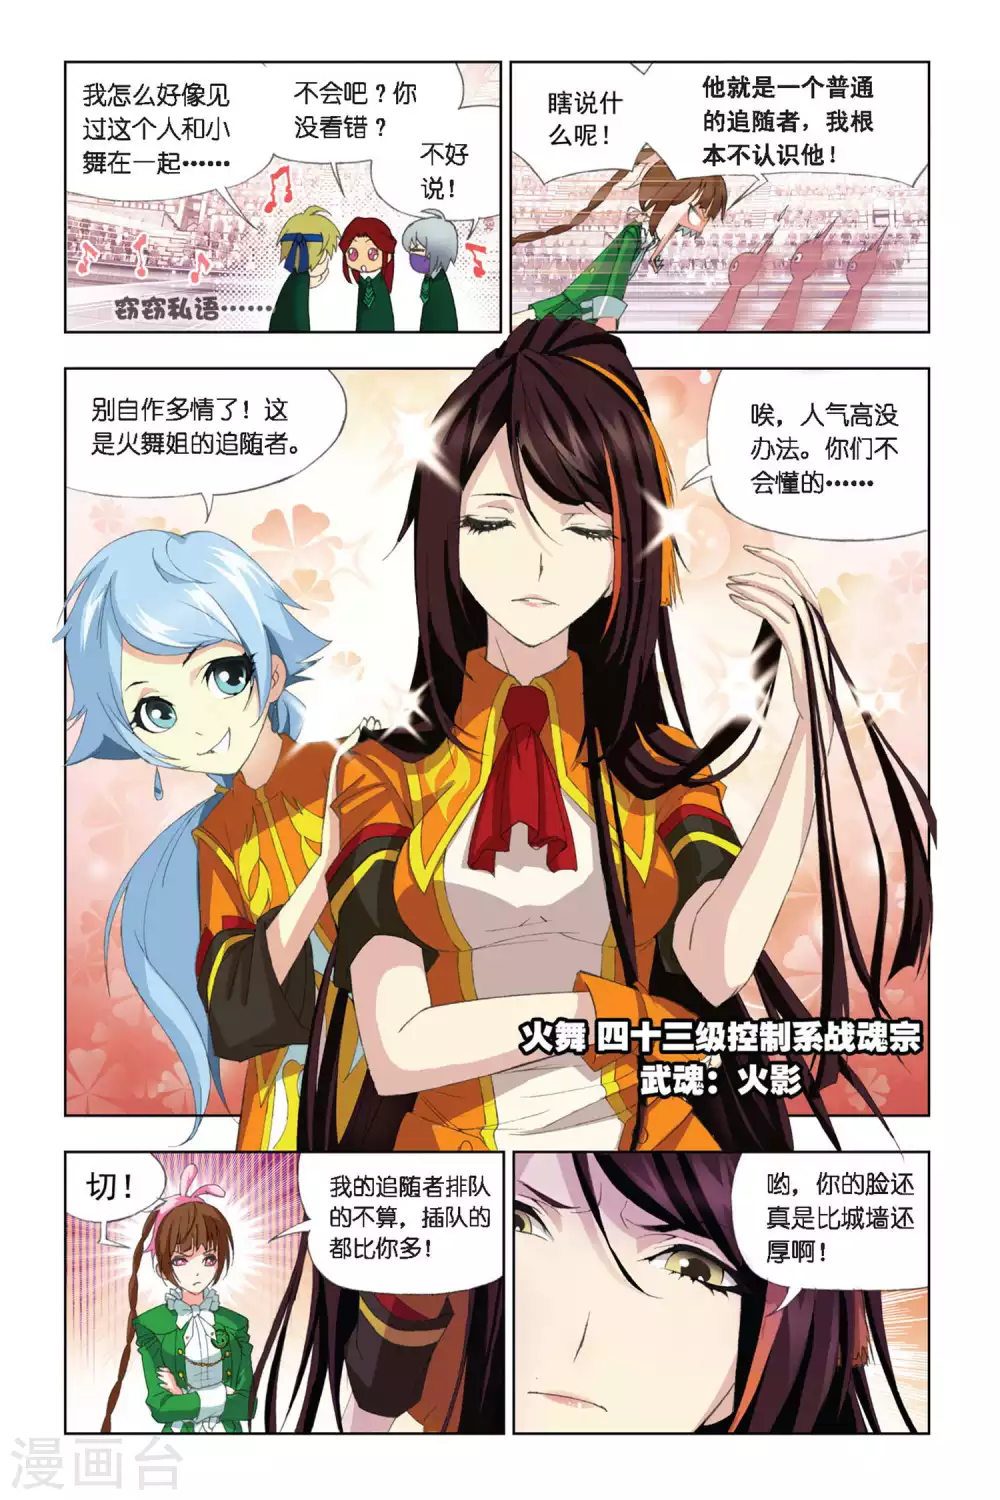 我怎么好像见
过这个人和小
舞在一起……
不会吧？你
没看错？
不好
说！
窃窃私语……
瞎说什
么呢！
他就是一个普通
的追随者，我根
本不认识他！
别自作多情了！这
是火舞姐的追随者。
唉，人气高没
办法。你们不
会懂的……
火舞 四十三级控制系战魂宗
武魂：火影
切！
我的追随者排队
的不算，插队的
都比你多！
哟，你的脸还
真是比城墙还
厚啊！
漫画台